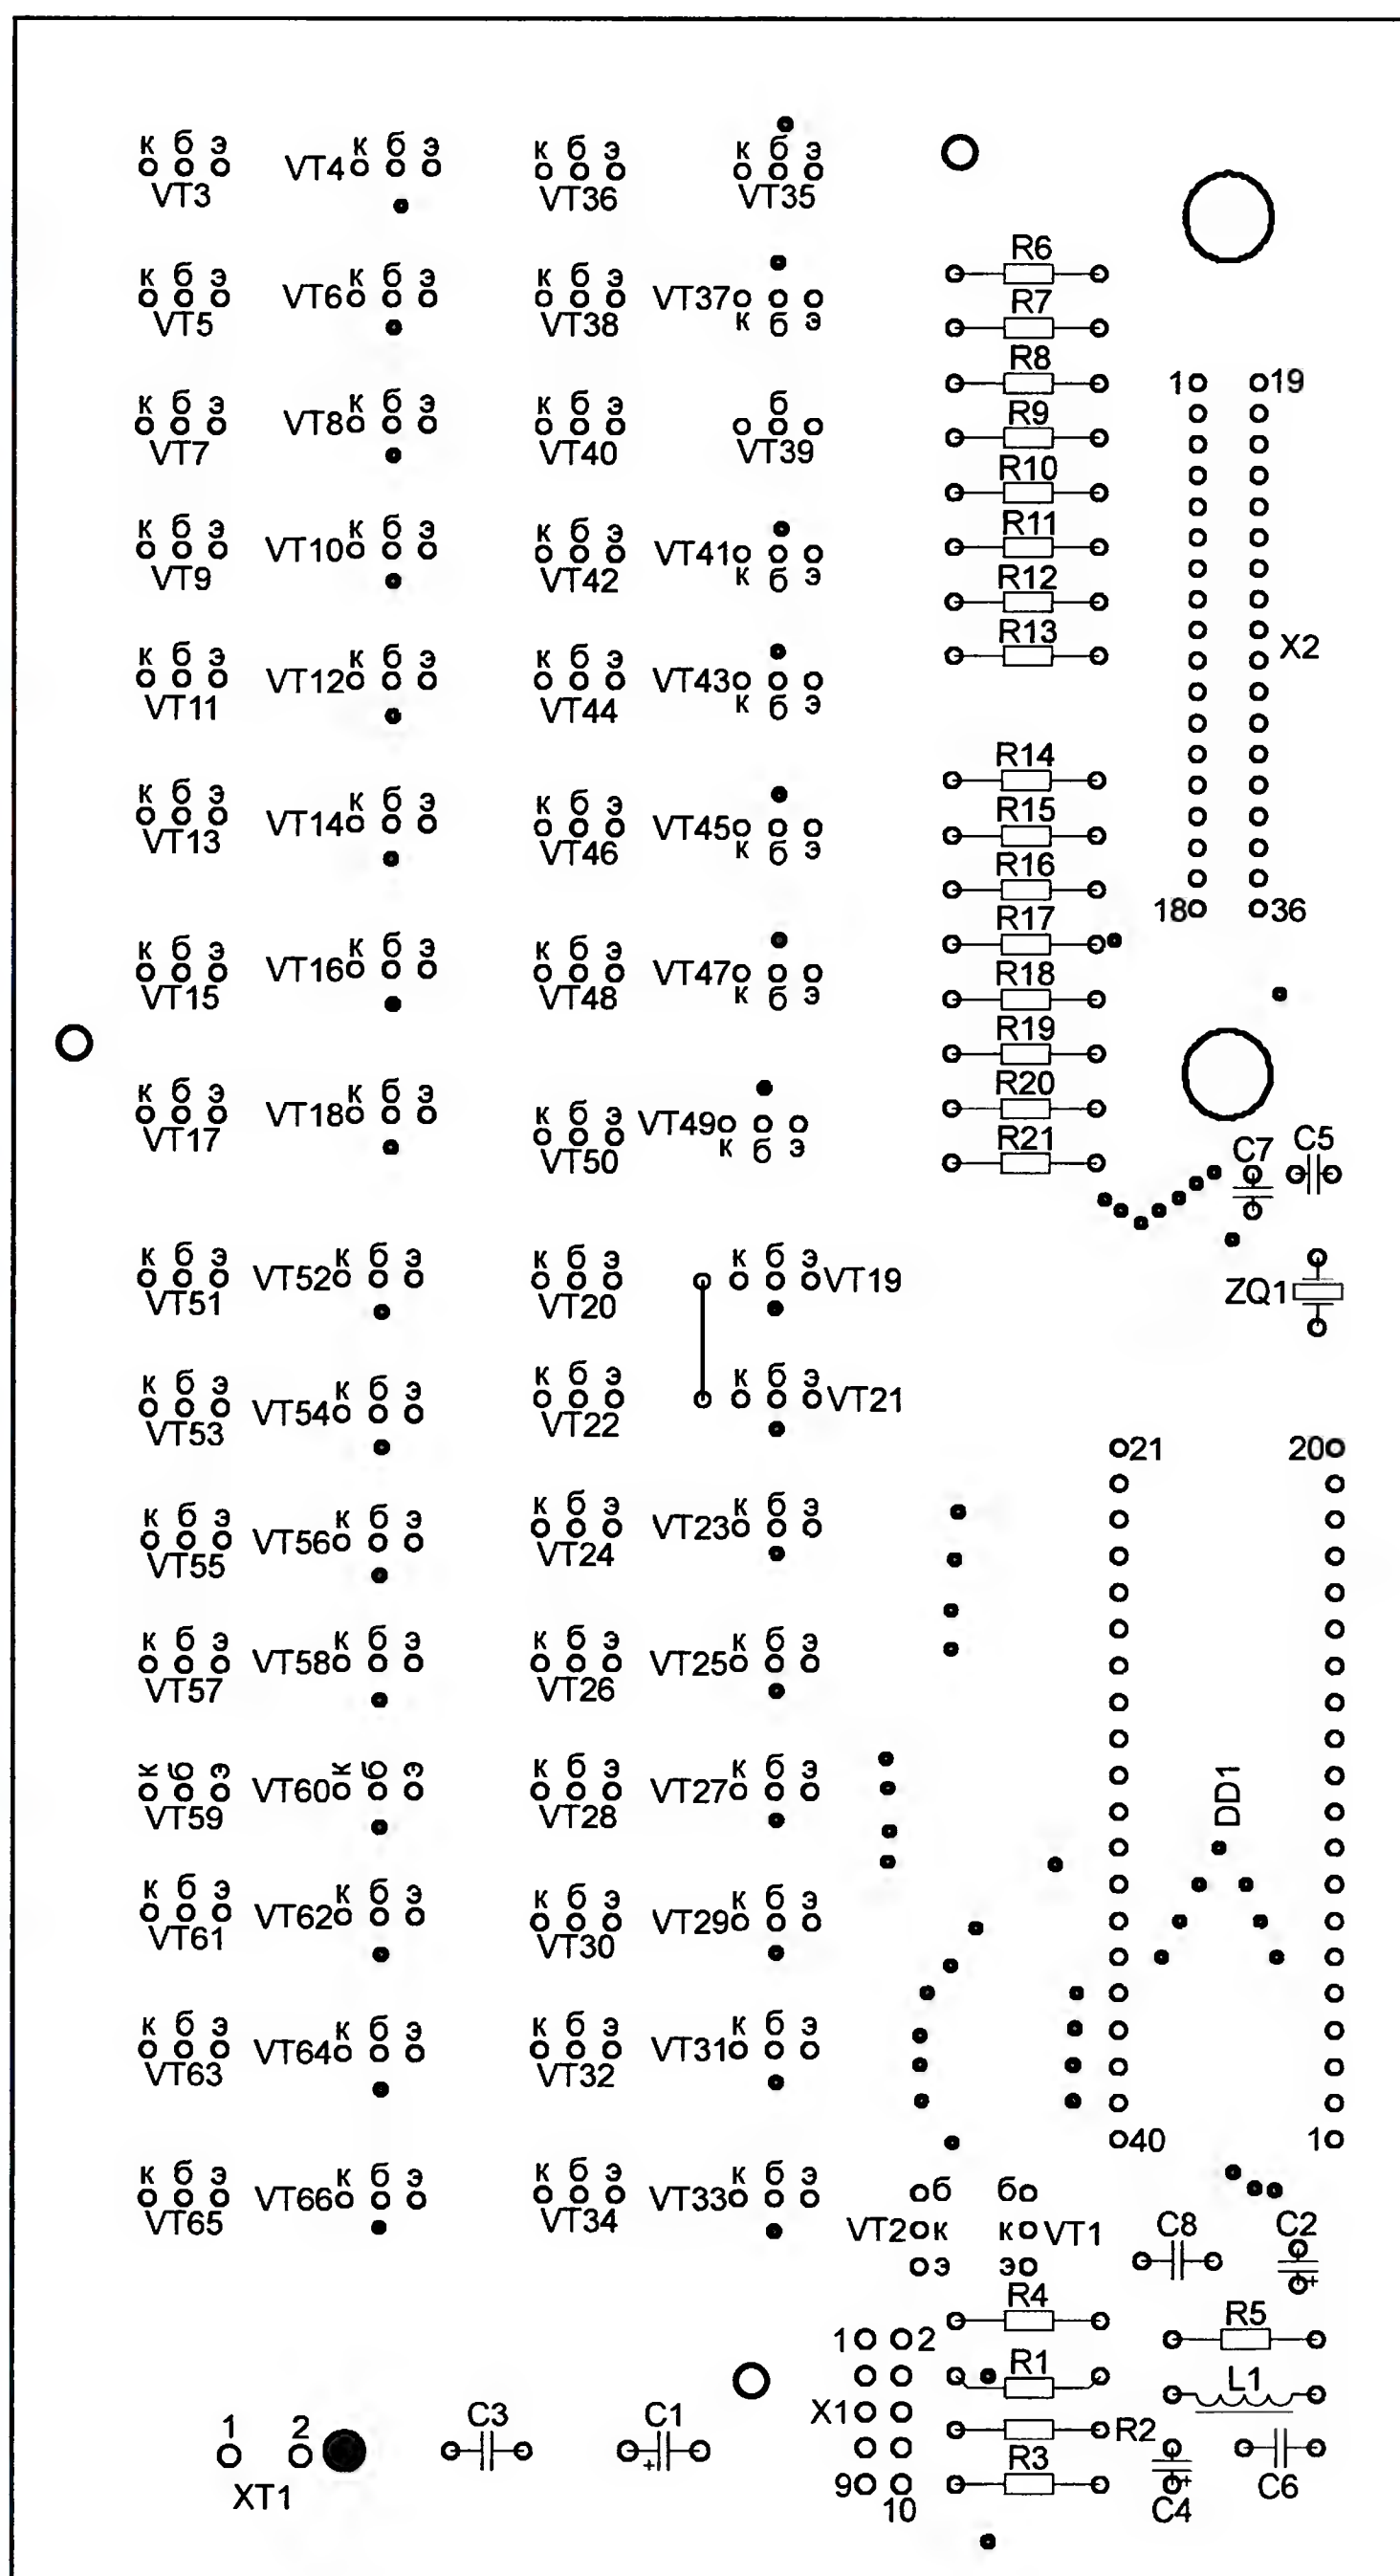 к б э к б э к б э к б э
VT3 VT4 VT36 VT35
R6
к б э к б э к б э
VT5 VT6 VT38 VT37
к б э
R7
R8
1 19
к б э к б э к б э б
VT7 VT8 VT40 VT39
R9
R10
к б э к б э к б э
VT9 VT10 VT42 VT41
к б э
R11
R12
R13
X2
к б э к б э к б э
VT11 VT12 VT44 VT43
к б э
R14
к б э к б э к б э
VT13 VT14 VT46 VT45
к б э
R15
R16
18 36
R17
к б э к б э к б э
VT15 VT16 VT48 VT47
к б э
R18
R19
R20
к б э к б э к б э
VT17 VT18 VT50 VT49
к б э
R21
C7 C5
к б э к б э к б э к б э
VT51 VT52 VT20 VT19
ZQ1
к б э к б э к б э к б э
VT53 VT54 VT22 VT21
21 20
к б э к б э к б э к б э
VT55 VT56 VT24 VT23
к б э к б э к б э к б э
VT57 VT58 VT26 VT25
к б э к б э к б э к б э
VT59 VT60 VT28 VT27
DD1
к б э к б э к б э к б э
VT61 VT62 VT30 VT29
к б э к б э к б э к б э
VT63 VT64 VT32 VT31
40 1
к б э к б э к б э к б э
VT65 VT66 VT34 VT33
б б
VT2 к к VT1
э э
C8 C2
+
R4
R5
1 2
R1
L1
X1
R2
R3
9
10
C4
+
C6
1 2
XT1
C3
C1
+